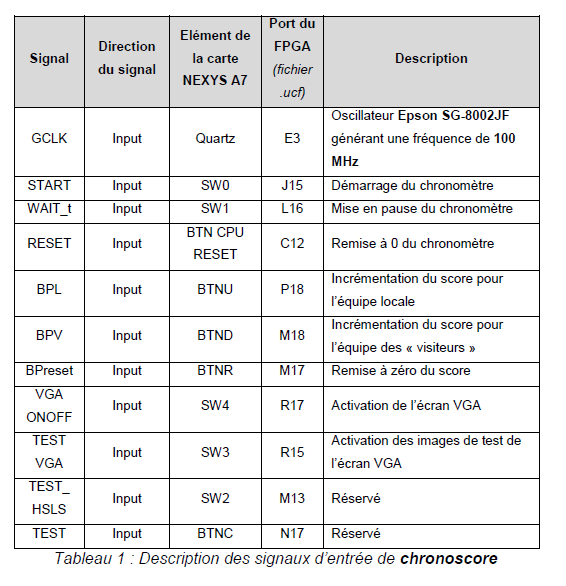 Signal Direction du signal Elément de la carte NEXYS A7 Port du FPGA (fichier .ucf) Description
GCLK Input Quartz E3 Oscillateur Epson SG-8002JF générant une fréquence de 100 MHz
START Input SW0 J15 Démarrage du chronomètre
WAIT_t Input SW1 L16 Mise en pause du chronomètre
RESET Input BTN CPU RESET C12 Remise à 0 du chronomètre
BPL Input BTNU P18 Incrémentation du score pour l'équipe locale
BPV Input BTND M18 Incrémentation du score pour l'équipe des « visiteurs »
BPreset Input BTNR M17 Remise à zéro du score
VGA ONOFF Input SW4 R17 Activation de l'écran VGA
TEST VGA Input SW3 R15 Activation des images de test de l'écran VGA
TEST_ HSLS Input SW2 M13 Réservé
TEST Input BTNC N17 Réservé
Tableau 1 : Description des signaux d'entrée de chronoscore